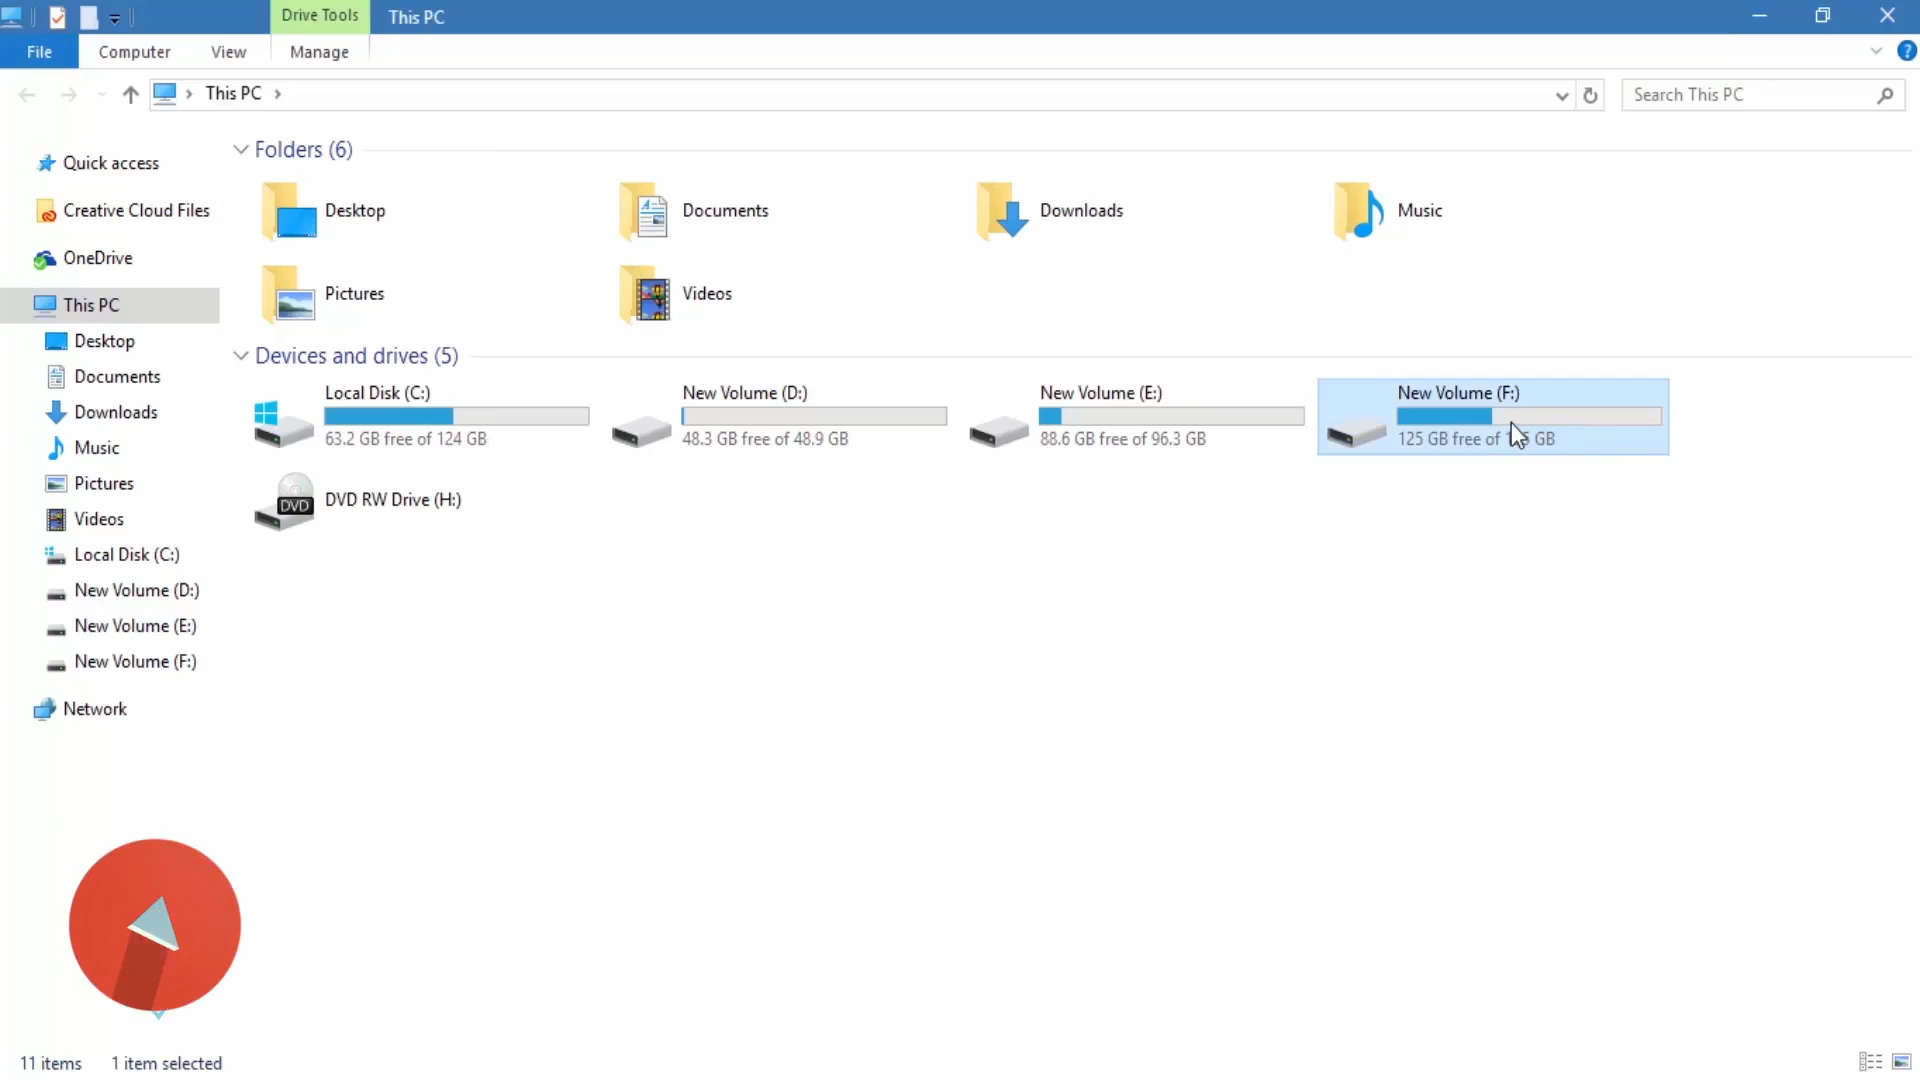 Drive Tools
This PC
File
Computer
View
Manage
This PC
Search This PC
Quick access
Creative Cloud Files
OneDrive
This PC
Desktop
Documents
Downloads
Music
Pictures
Videos
Local Disk (C:)
New Volume (D:)
New Volume (E:)
New Volume (F:)
Network
Folders (6)
Desktop
Documents
Downloads
Music
Pictures
Videos
Devices and drives (5)
Local Disk (C:)
63.2 GB free of 124 GB
New Volume (D:)
48.3 GB free of 48.9 GB
New Volume (E:)
88.6 GB free of 96.3 GB
New Volume (F:)
125 GB free of GB
DVD
DVD RW Drive (H:)
11 items
1 item selected